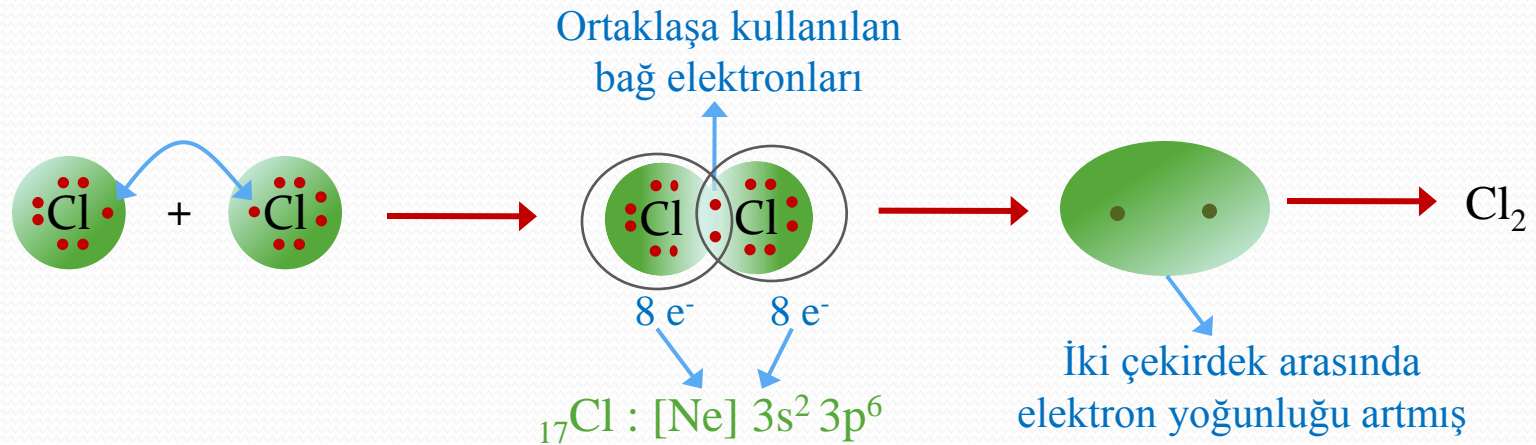 Ortaklaşa kullanılan
bağ elektronları
Cl + Cl Cl Cl Cl₂
8 e⁻ 8 e⁻
₁₇Cl : [Ne] 3s² 3p⁶
İki çekirdek arasında
elektron yoğunluğu artmış